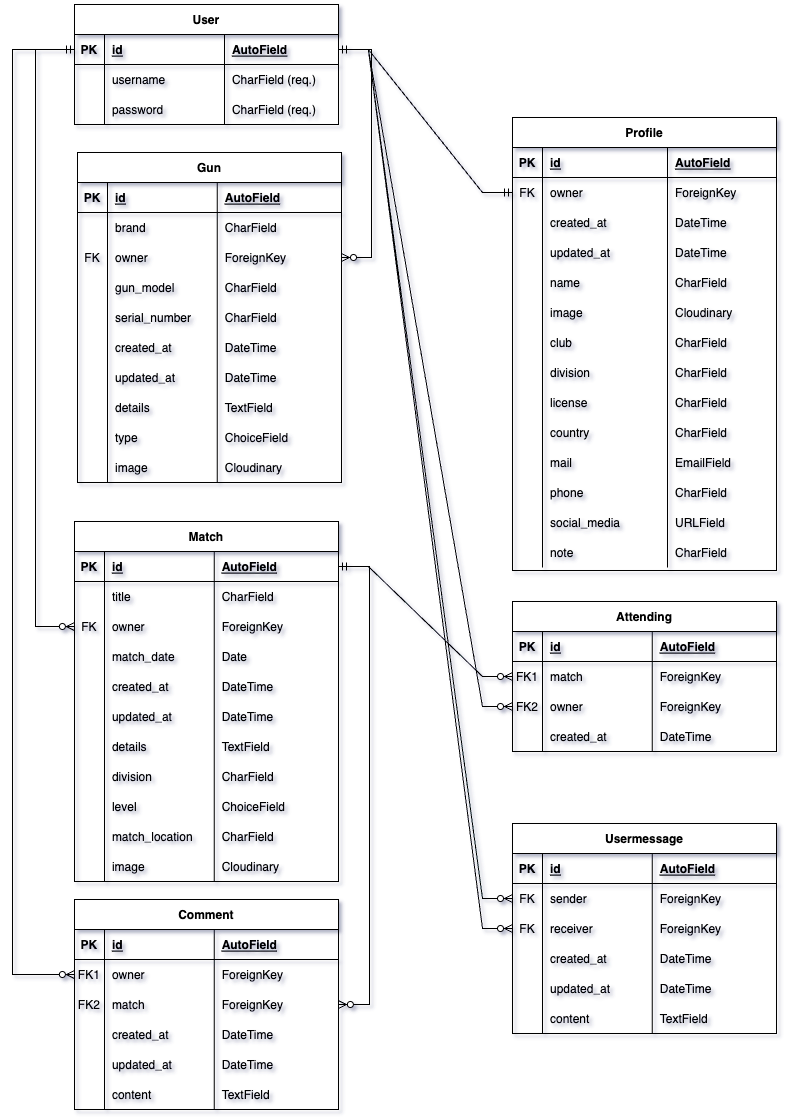 User
PK id AutoField
username CharField (req.)
password CharField (req.)
Gun
PK id AutoField
brand CharField
FK owner ForeignKey
gun_model CharField
serial_number CharField
created_at DateTime
updated_at DateTime
details TextField
type ChoiceField
image Cloudinary
Match
PK id AutoField
title CharField
FK owner ForeignKey
match_date Date
created_at DateTime
updated_at DateTime
details TextField
division CharField
level ChoiceField
match_location CharField
image Cloudinary
Comment
PK id AutoField
FK1 owner ForeignKey
FK2 match ForeignKey
created_at DateTime
updated_at DateTime
content TextField
Profile
PK id AutoField
FK owner ForeignKey
created_at DateTime
updated_at DateTime
name CharField
image Cloudinary
club CharField
division CharField
license CharField
country CharField
mail EmailField
phone CharField
social_media URLField
note CharField
Attending
PK id AutoField
FK1 match ForeignKey
FK2 owner ForeignKey
created_at DateTime
Usermessage
PK id AutoField
FK sender ForeignKey
FK receiver ForeignKey
created_at DateTime
updated_at DateTime
content TextField